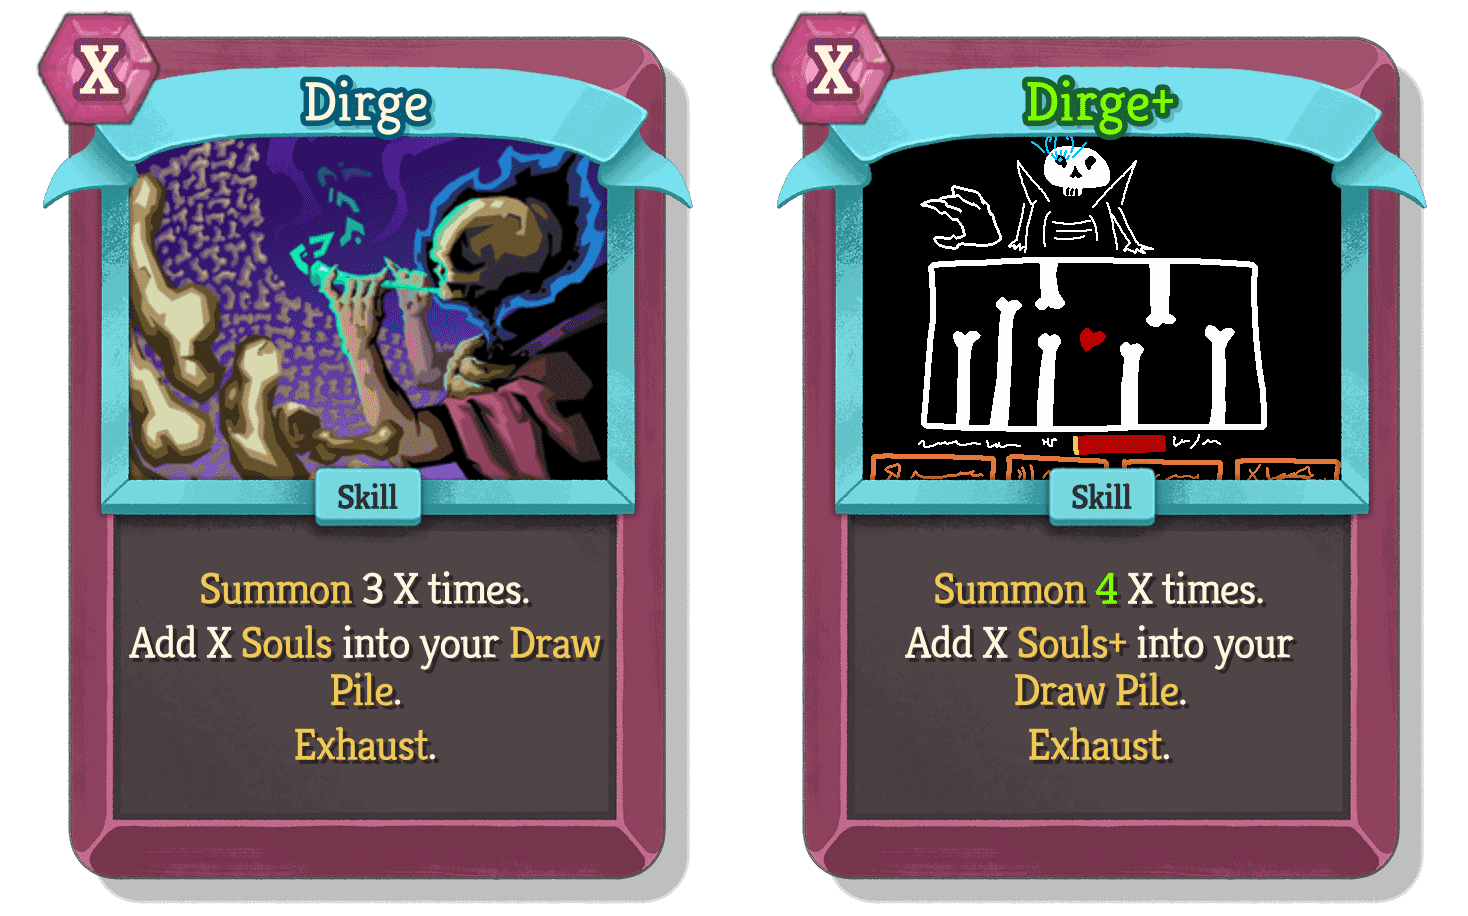 X
Dirge
Skill
Summon 3 X times.
Add X Souls into your Draw
Pile.
Exhaust.
X
Dirge+
Skill
Summon 4 X times.
Add X Souls+ into your
Draw Pile.
Exhaust.